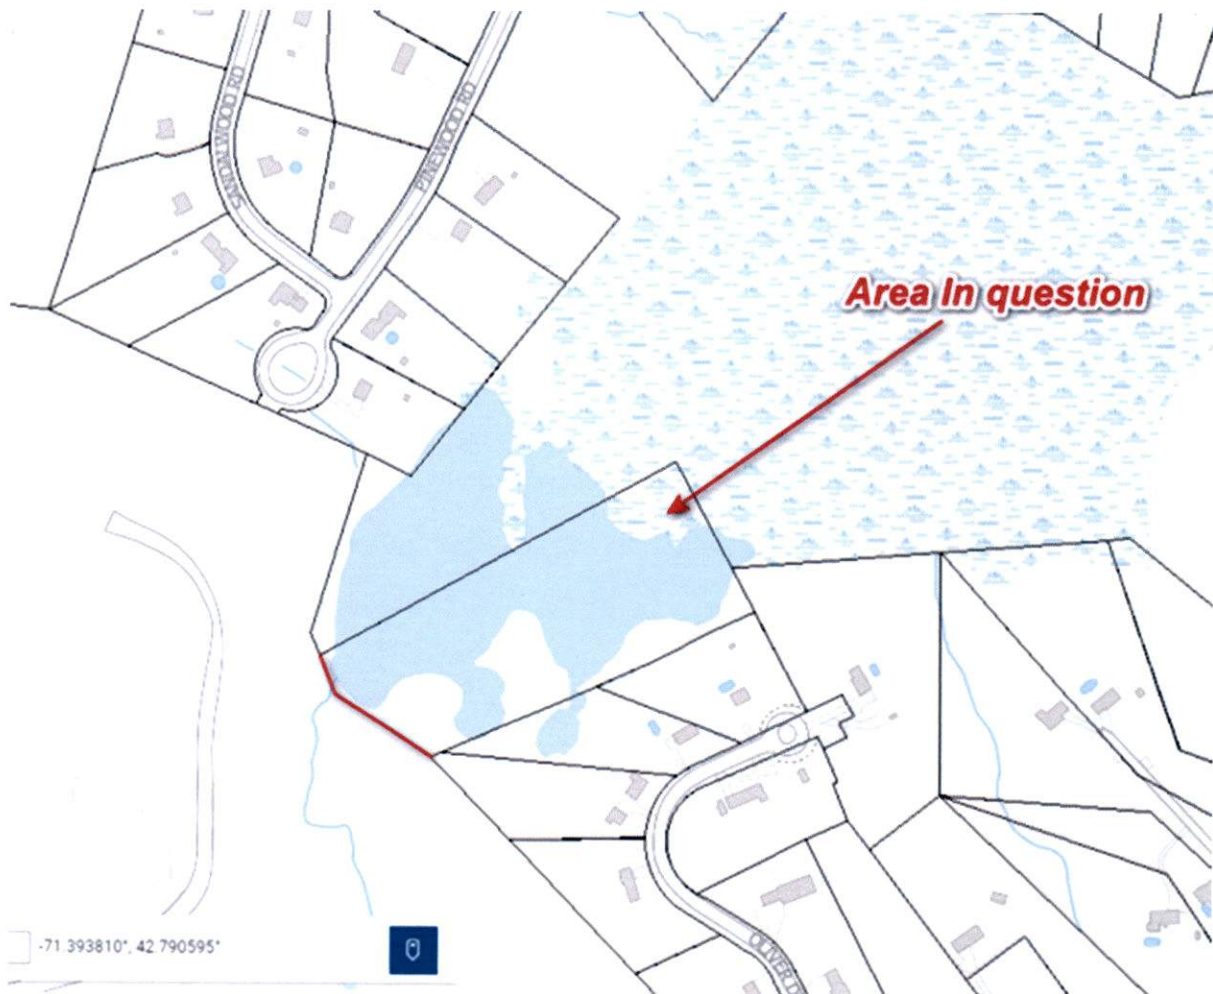 SANDALWOOD RD
PINEWOOD RD
Area In question
OLIVER D
-71.393810°, 42.790595°